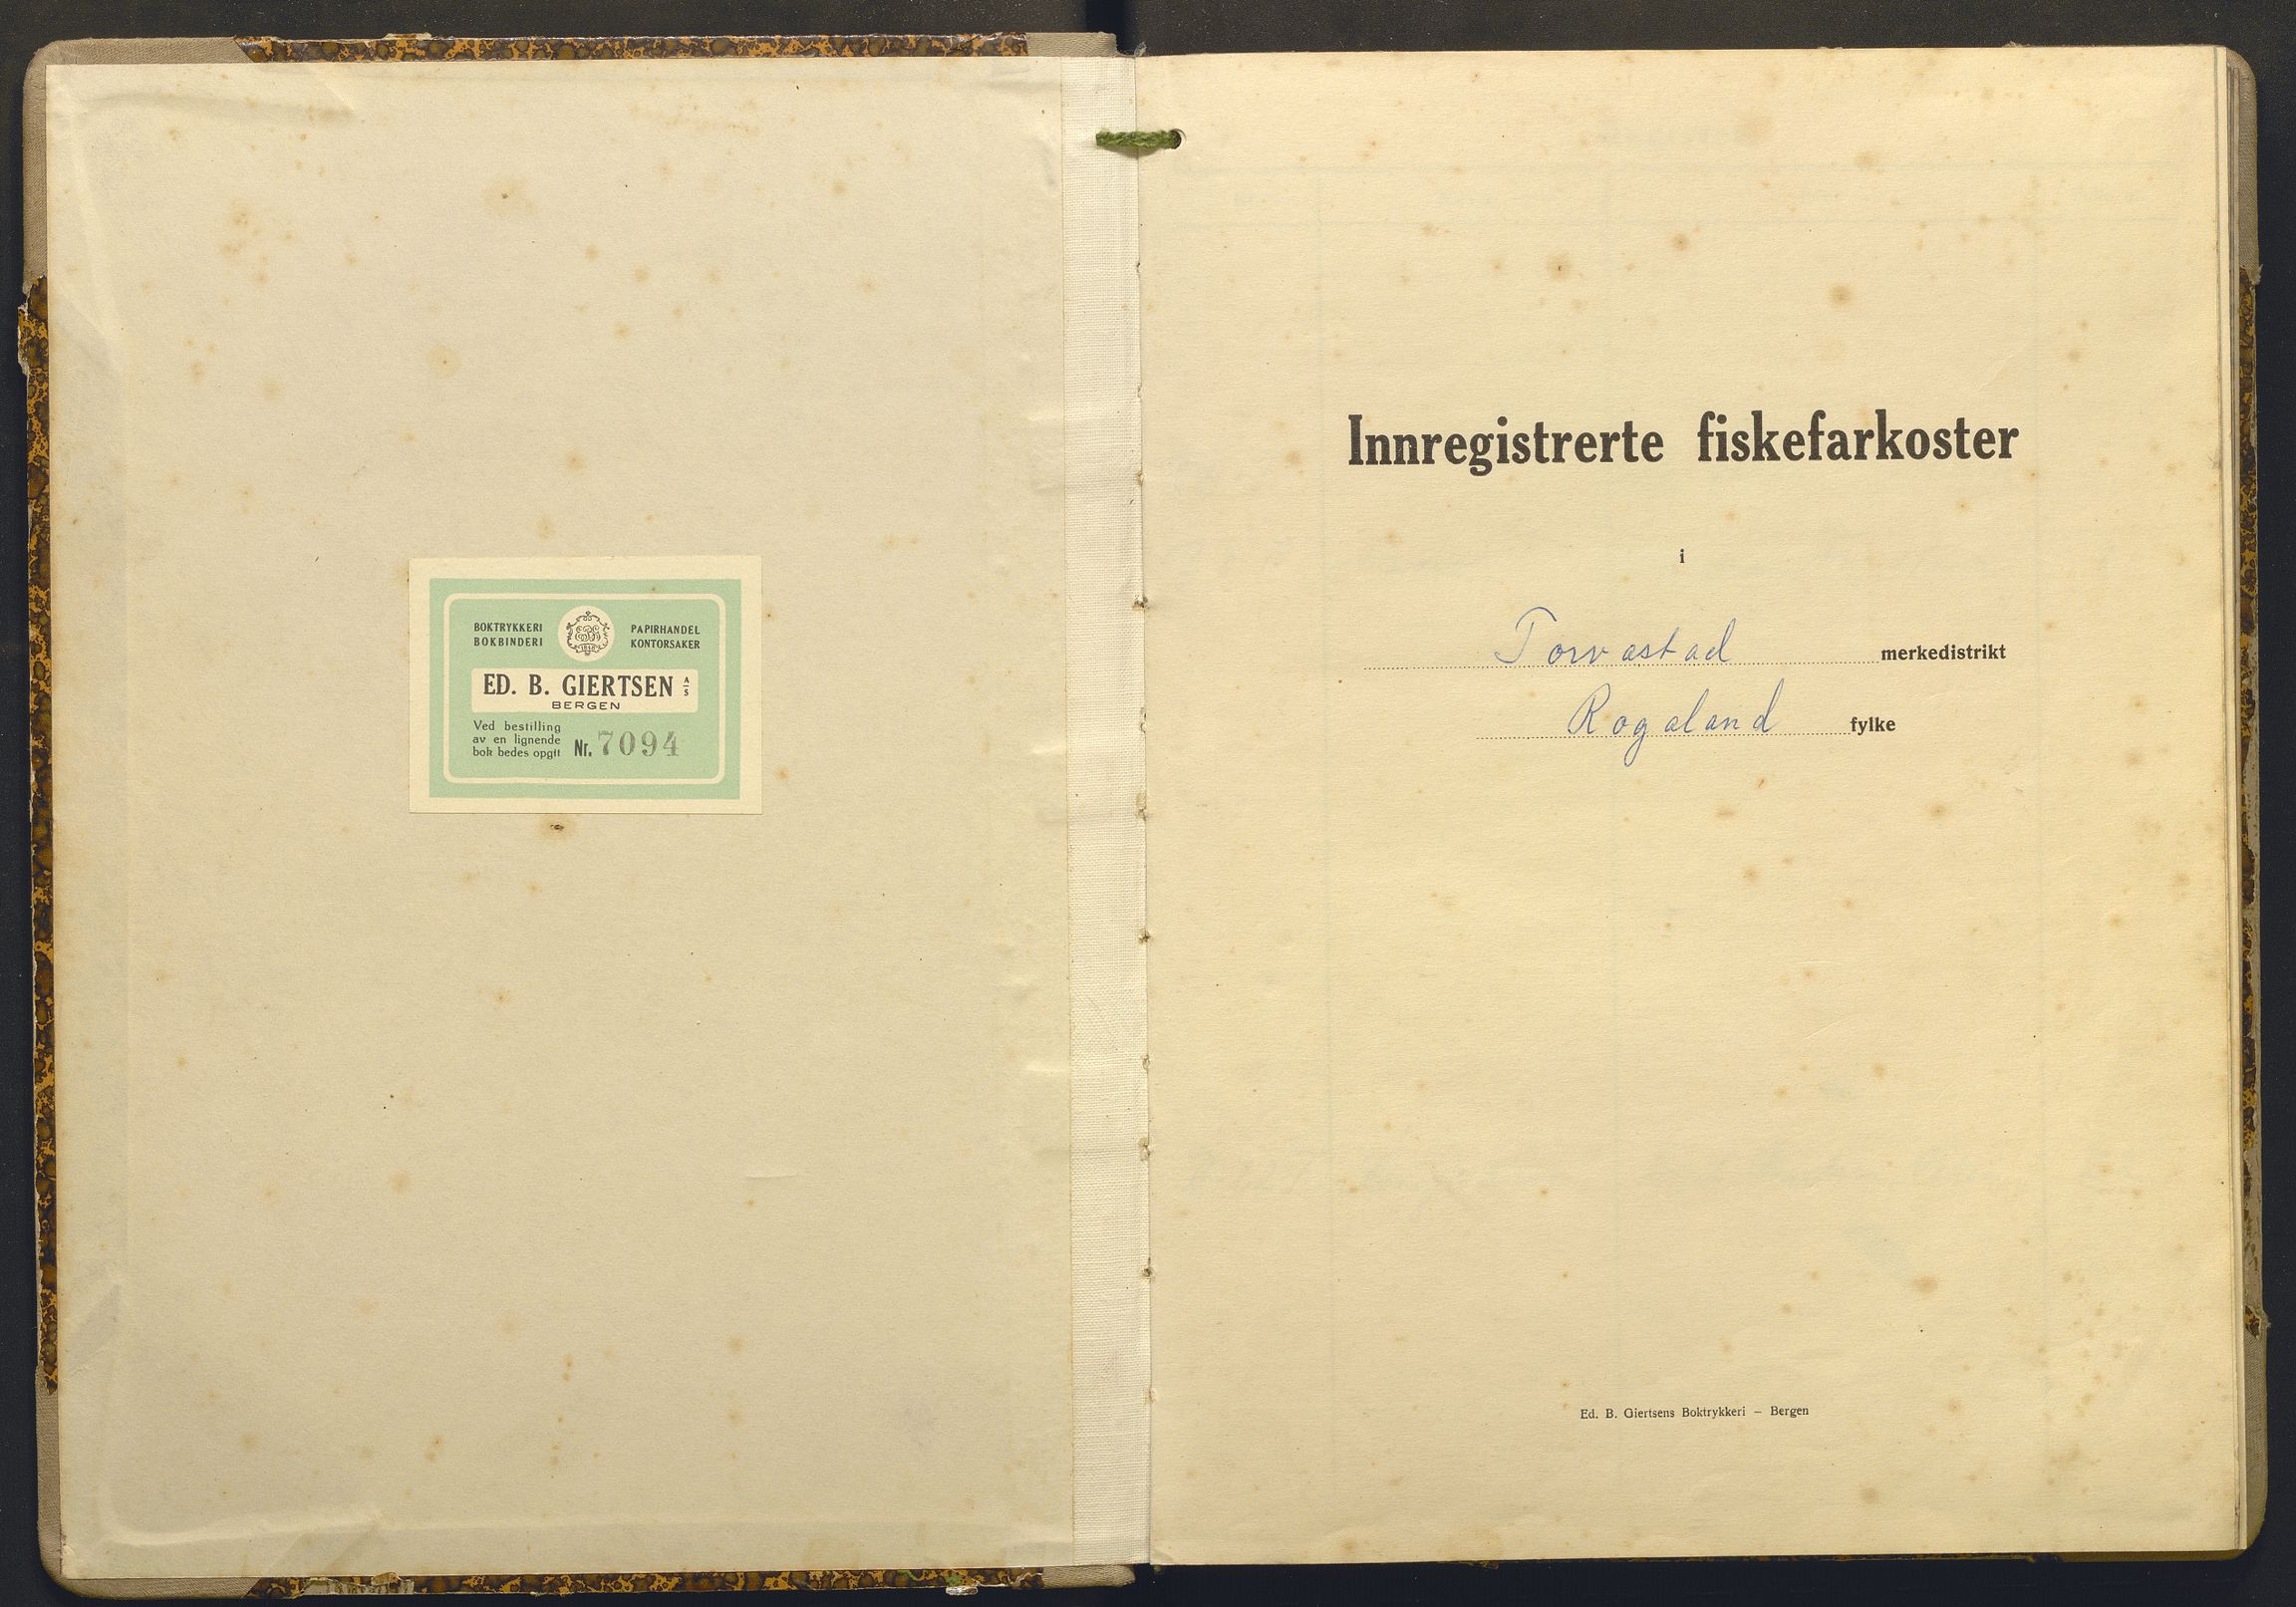 BOKTRYKKERI
BOKBINDERI
1848
PAPIRHANDEL
KONTORSAKER
ED. B. GIERTSEN A/S
BERGEN
Ved bestilling
av en lignende
bok bedes opgitt
Nr. 7094
Innregistrerte fiskefarkoster
i
Torvastad merkedistrikt
Rogaland fylke
Ed. B. Giertsens Boktrykkeri – Bergen